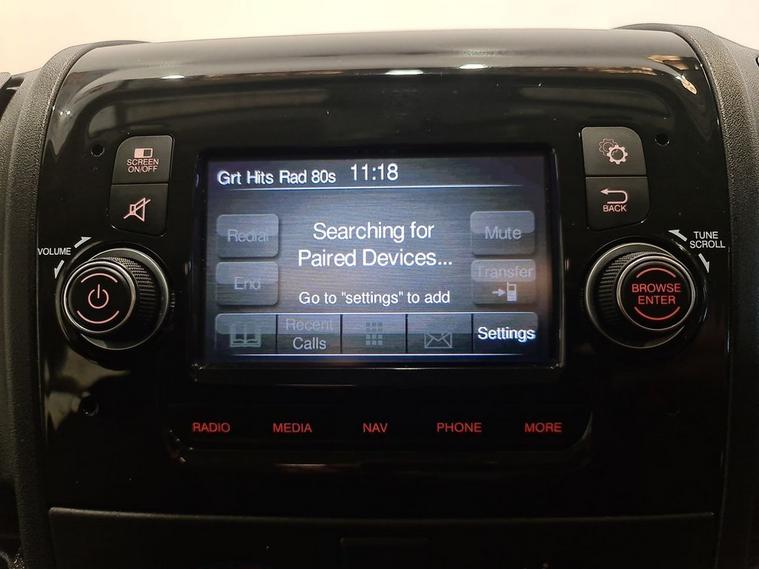 SCREEN
ON/OFF
Grt Hits Rad 80s 11:18
BACK
VOLUME
TUNE
SCROLL
Redial
Searching for
Paired Devices...
Mute
End
Go to "settings" to add
Transfer
Recent
Calls
Settings
BROWSE
ENTER
RADIO MEDIA NAV PHONE MORE